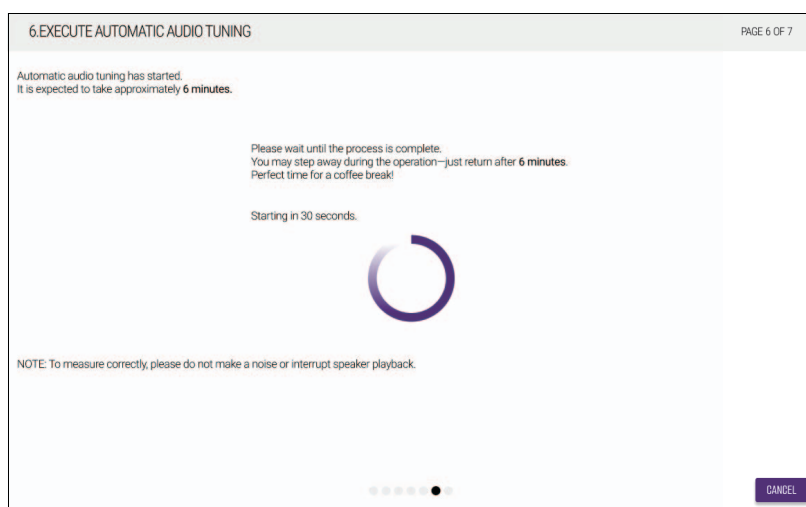 6.EXECUTE AUTOMATIC AUDIO TUNING
PAGE 6 OF 7
Automatic audio tuning has started.
It is expected to take approximately 6 minutes.
Please wait until the process is complete.
You may step away during the operation—just return after 6 minutes.
Perfect time for a coffee break!
Starting in 30 seconds.
NOTE: To measure correctly, please do not make a noise or interrupt speaker playback.
CANCEL